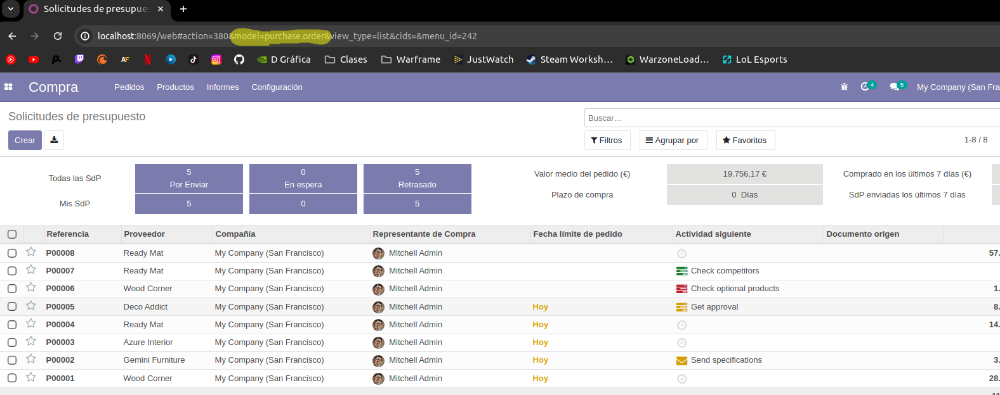 Solicitudes de presupue
localhost:8069/web#action=380&model=purchase.order&view_type=list&cids=&menu_id=242
AF D Gráfica Clases Warframe JustWatch Steam Worksh… WarzoneLoad… LoL Esports
Compra Pedidos Productos Informes Configuración 4 5 My Company (San Fra
Solicitudes de presupuesto
Buscar...
Crear Filtros Agrupar por Favoritos 1-8 / 8
Todas las SdP 5 Por Enviar 0 En espera 5 Retrasado Valor medio del pedido (€) 19.756,17 € Comprado en los últimos 7 días (€)
Mis SdP 5 0 5 Plazo de compra 0 Días SdP enviadas los últimos 7 días
Referencia Proveedor Compañía Representante de Compra Fecha límite de pedido Actividad siguiente Documento origen
P00008 Ready Mat My Company (San Francisco) Mitchell Admin 57.
P00007 Ready Mat My Company (San Francisco) Mitchell Admin Check competitors
P00006 Wood Corner My Company (San Francisco) Mitchell Admin Check optional products 1.
P00005 Deco Addict My Company (San Francisco) Mitchell Admin Hoy Get approval 8.
P00004 Ready Mat My Company (San Francisco) Mitchell Admin Hoy 14.
P00003 Azure Interior My Company (San Francisco) Mitchell Admin Hoy
P00002 Gemini Furniture My Company (San Francisco) Mitchell Admin Hoy Send specifications 3.
P00001 Wood Corner My Company (San Francisco) Mitchell Admin Hoy 28.